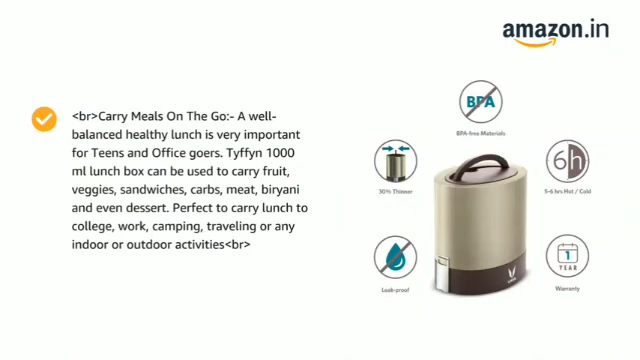 amazon.in
<br>Carry Meals On The Go:- A well-
balanced healthy lunch is very important
for Teens and Office goers. Tyffyn 1000
ml lunch box can be used to carry fruit,
veggies, sandwiches, carbs, meat, biryani
and even dessert. Perfect to carry lunch to
college, work, camping, traveling or any
indoor or outdoor activities<br>
BPA
BPA-free Materials
30% Thinner
6h
5-6 hrs.Hot / Cold
Leak-proof
1
YEAR
Warranty